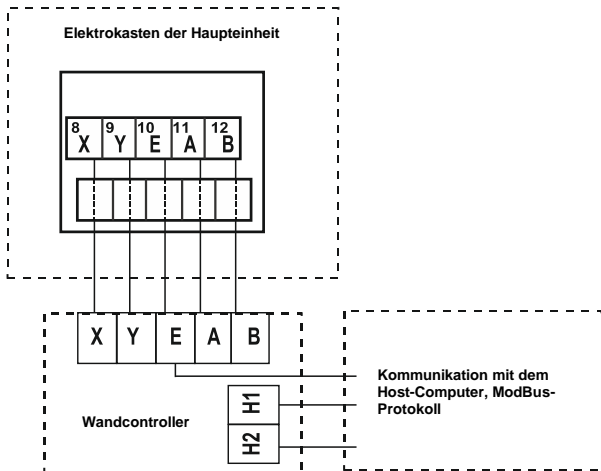 Elektrokasten der Haupteinheit
8 9 10 11 12
X Y E A B
X Y E A B
Kommunikation mit dem
Host-Computer, ModBus-
Protokoll
H1
Wandcontroller
H2